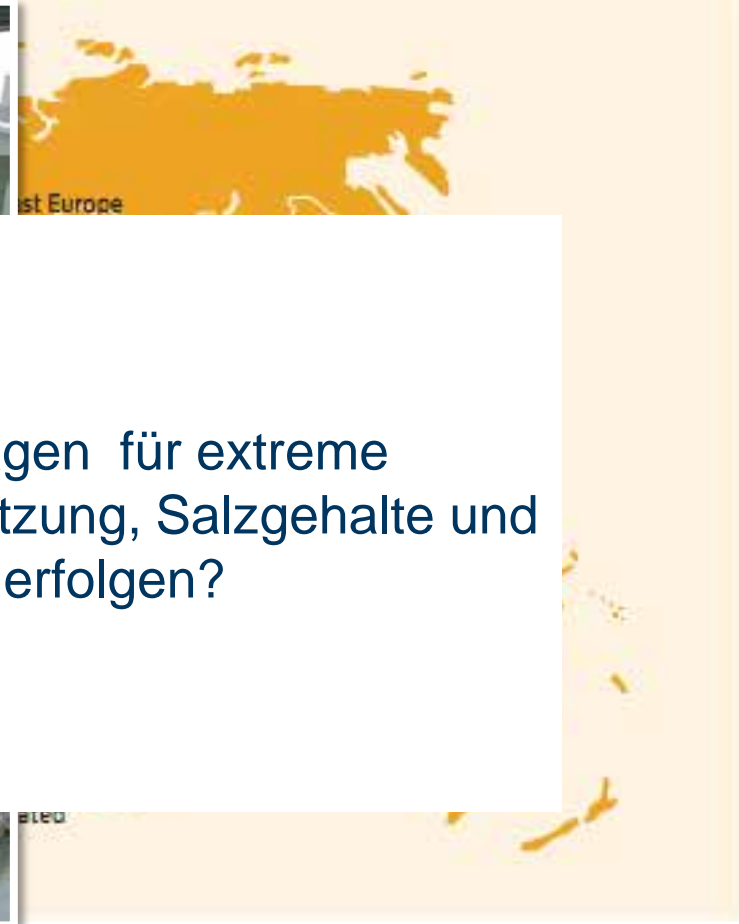 st Europe
gen für extreme
tzung, Salzgehalte und
erfolgen?
ated